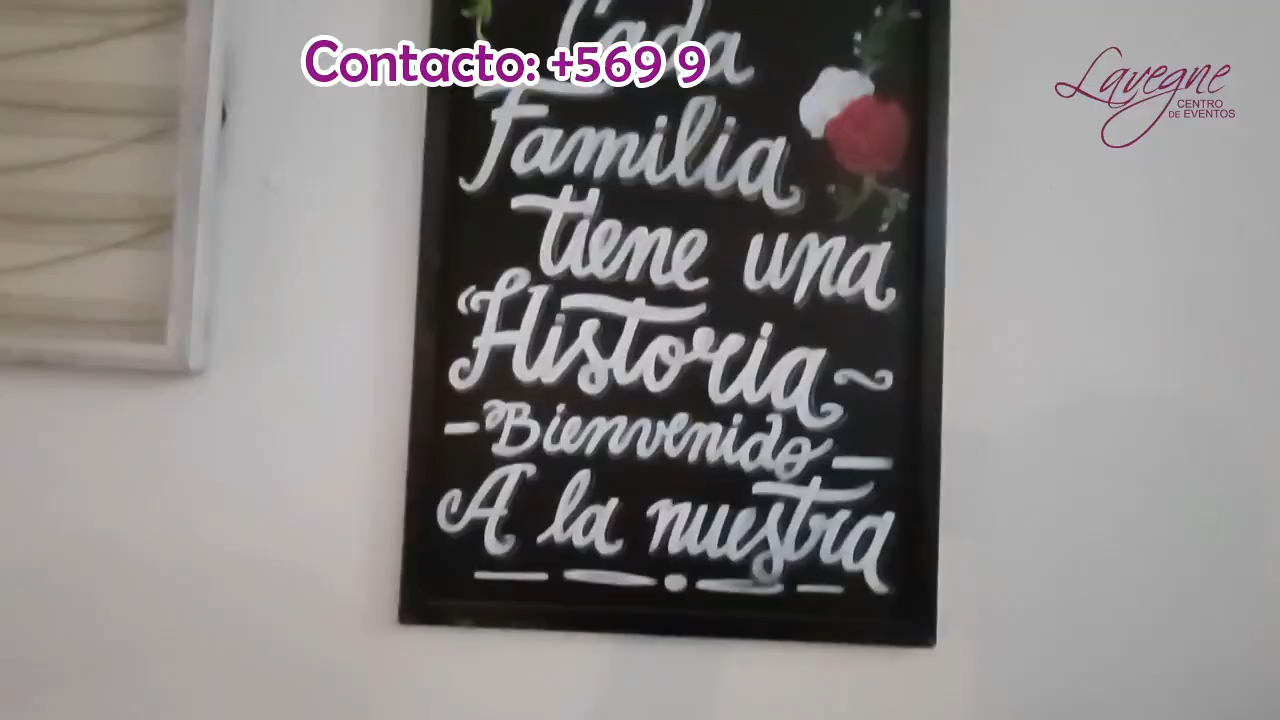 Cada
Contacto: +569 9
Familia
tiene una
Historia
Bienvenido
A la nuestra
Lavegne
CENTRO
DE EVENTOS